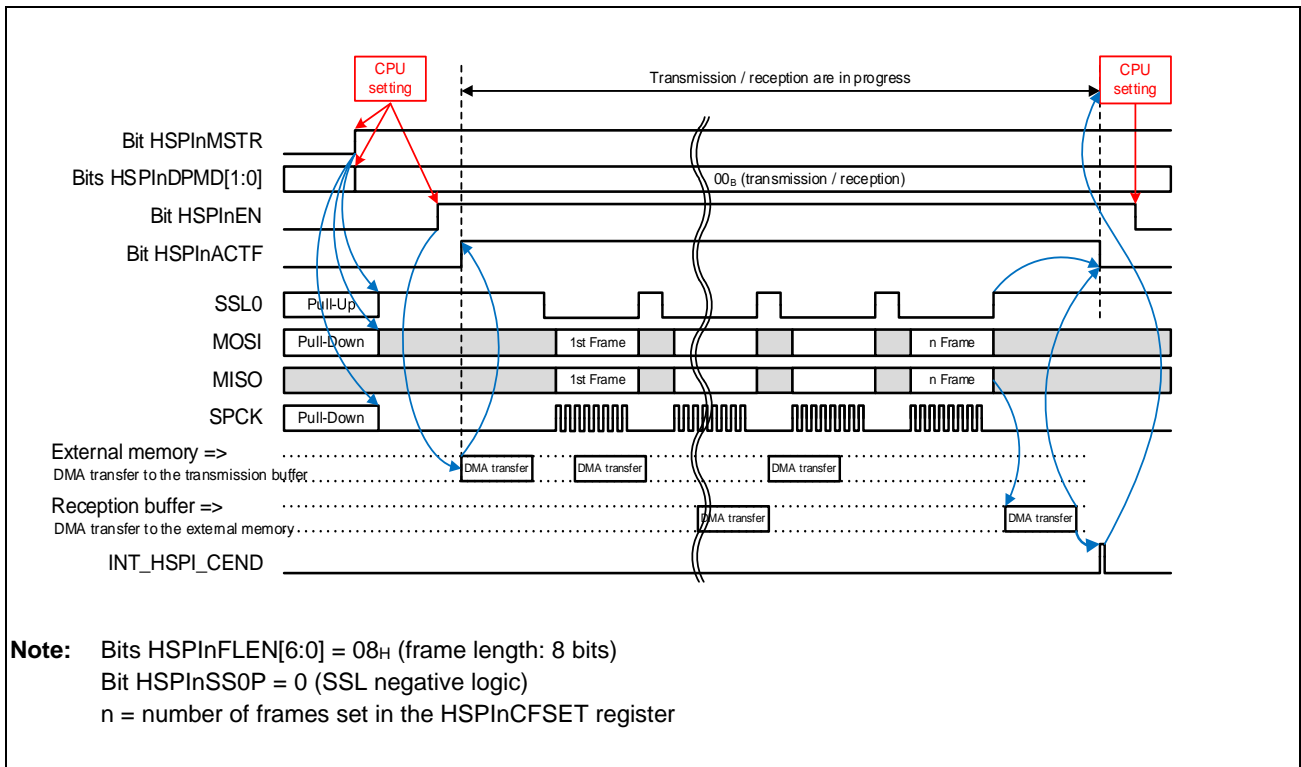 CPU
setting
Transmission / reception are in progress
CPU
setting
Bit HSPInMSTR
Bits HSPInDPMD[1:0]
00B (transmission / reception)
Bit HSPInEN
Bit HSPInACTF
SSL0
Pull-Up
MOSI
Pull-Down
1st Frame
n Frame
MISO
1st Frame
n Frame
SPCK
Pull-Down
External memory =>
DMA transfer to the transmission buffer
DMA transfer
DMA transfer
DMA transfer
Reception buffer =>
DMA transfer to the external memory
DMA transfer
DMA transfer
INT_HSPI_CEND
Note: Bits HSPInFLEN[6:0] = 08H (frame length: 8 bits)
Bit HSPInSS0P = 0 (SSL negative logic)
n = number of frames set in the HSPInCFSET register